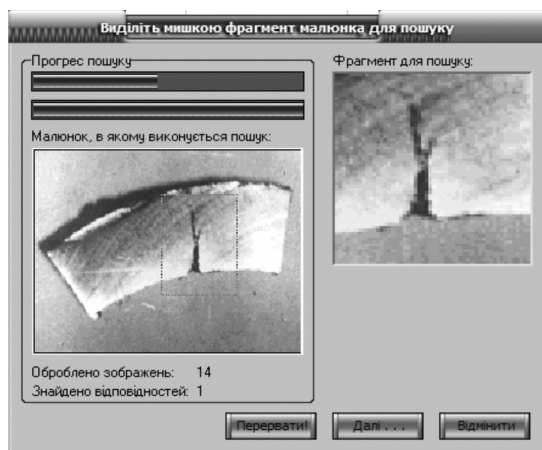 Виділіть мишкою фрагмент малюнка для пошуку
Прогрес пошуку
Малюнок, в якому виконується пошук:
Оброблено зображень: 14
Знайдено відповідностей: 1
Фрагмент для пошуку:
Перервати!
Далі . . .
Відмінити